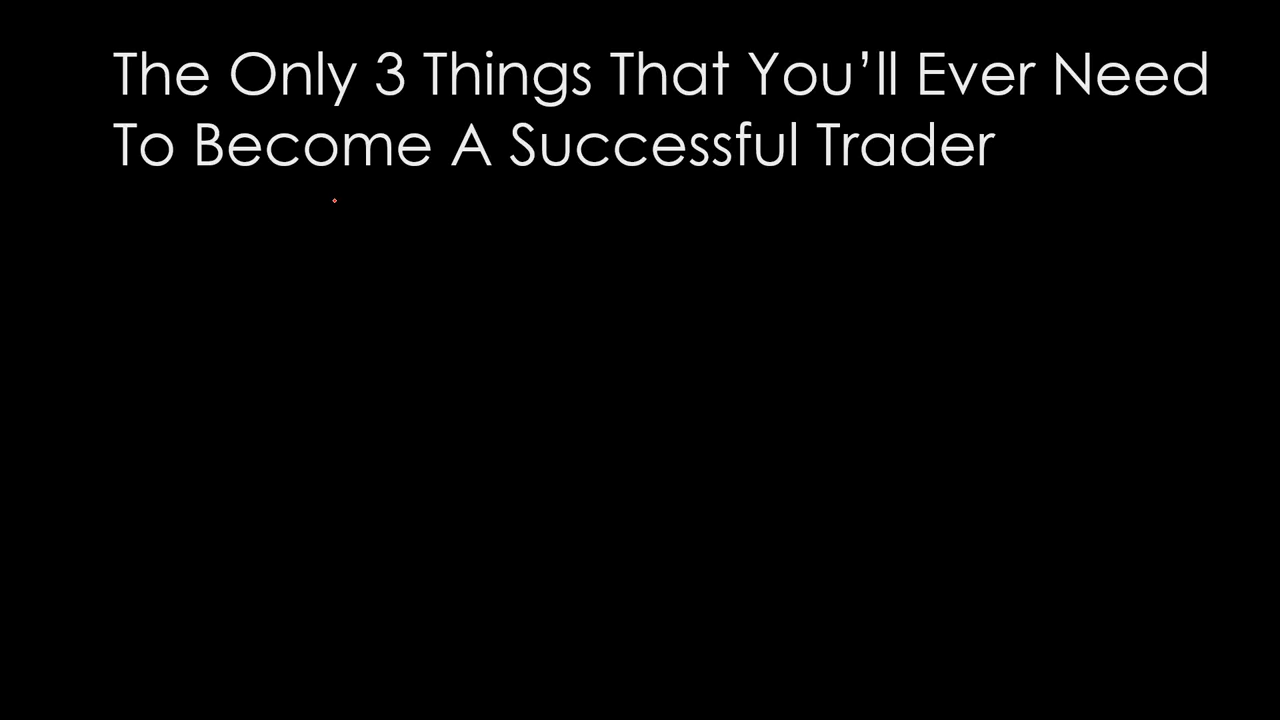 The Only 3 Things That You’ll Ever Need
To Become A Successful Trader